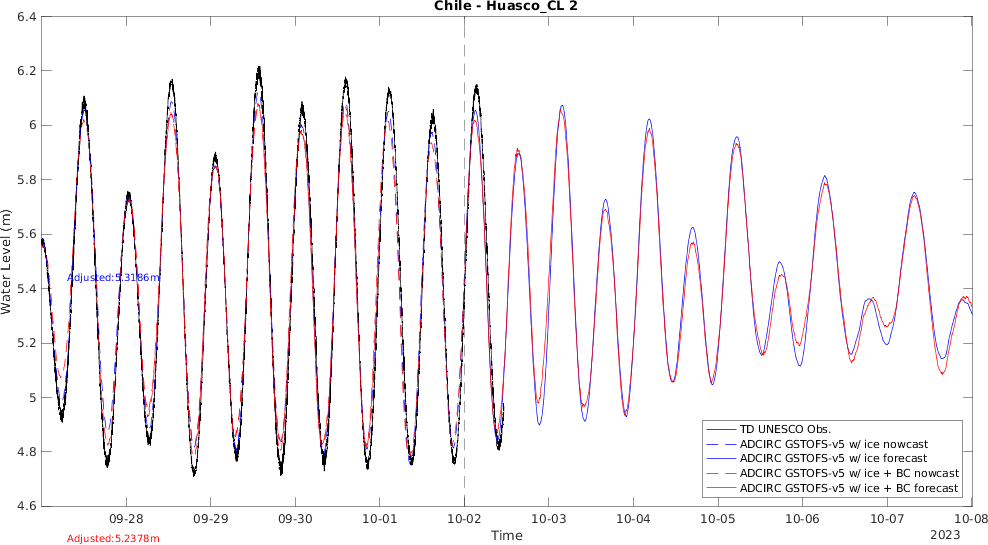 Chile - Huasco_CL 2
6.4
6.2
6
5.8
5.6
5.4
5.2
5
4.8
4.6
Water Level (m)
Adjusted:5.3186m
TD UNESCO Obs.
ADCIRC GSTOFS-v5 w/ ice nowcast
ADCIRC GSTOFS-v5 w/ ice forecast
ADCIRC GSTOFS-v5 w/ ice + BC nowcast
ADCIRC GSTOFS-v5 w/ ice + BC forecast
09-28 09-29 09-30 10-01 10-02 10-03 10-04 10-05 10-06 10-07 10-08
Time 2023
Adjusted:5.2378m